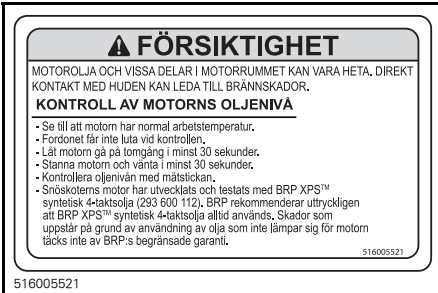 FÖRSIKTIGHET
MOTOROLJA OCH VISSA DELAR I MOTORRUMMET KAN VARA HETA. DIREKT
KONTAKT MED HUDEN KAN LEDA TILL BRÄNNSKADOR.
KONTROLL AV MOTORNS OLJENIVÅ
- Se till att motorn har normal arbetstemperatur.
- Fordonet får inte luta vid kontrollen.
- Låt motorn gå på tomgång i minst 30 sekunder.
- Stanna motorn och vänta i minst 30 sekunder.
- Kontrollera oljenivån med mätstickan.
- Snöskoterns motor har utvecklats och testats med BRP XPS™
syntetisk 4-taktsolja (293 600 112). BRP rekommenderar uttryckligen
att BRP XPS™ syntetisk 4-taktsolja alltid används. Skador som
uppstår på grund av användning av olja som inte lämpar sig för motorn
täcks inte av BRP:s begränsade garanti.
516005521
516005521